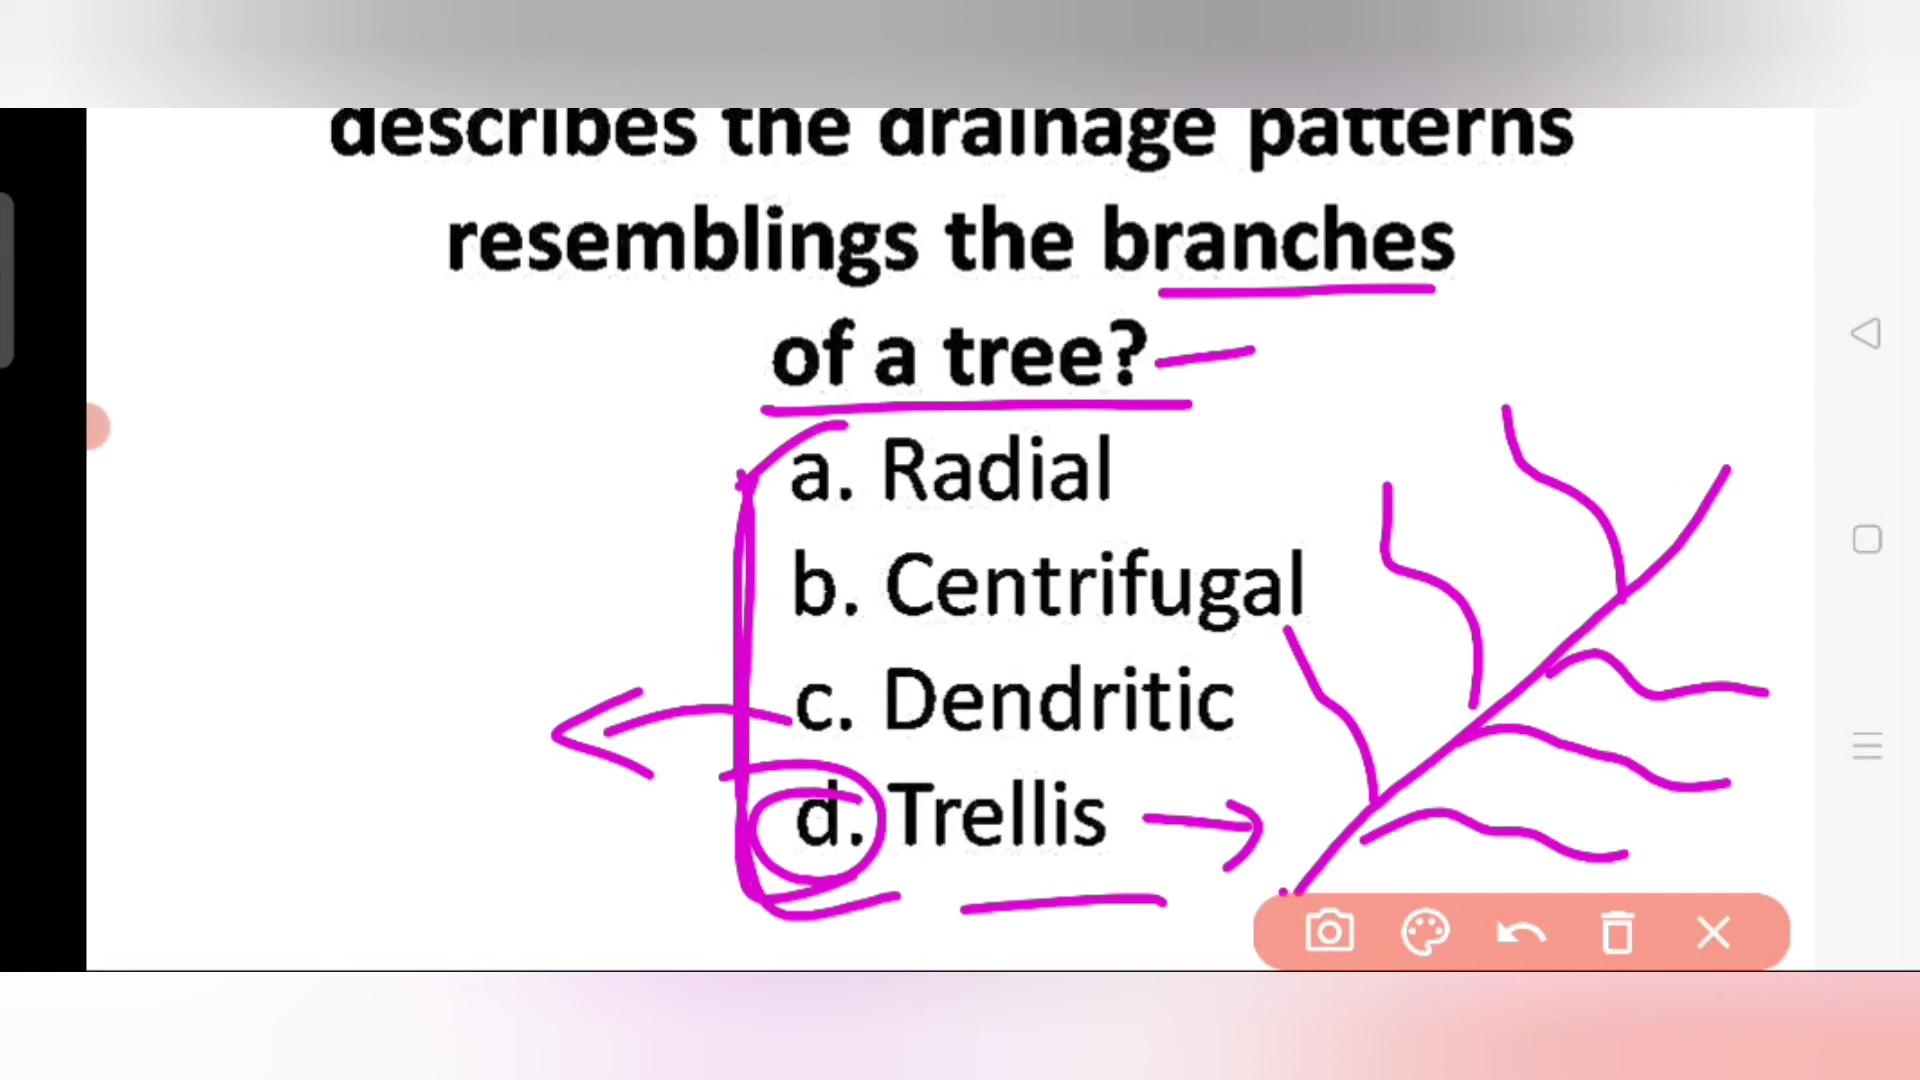 describes the drainage patterns
resemblings the branches
of a tree?
a. Radial
b. Centrifugal
c. Dendritic
d. Trellis